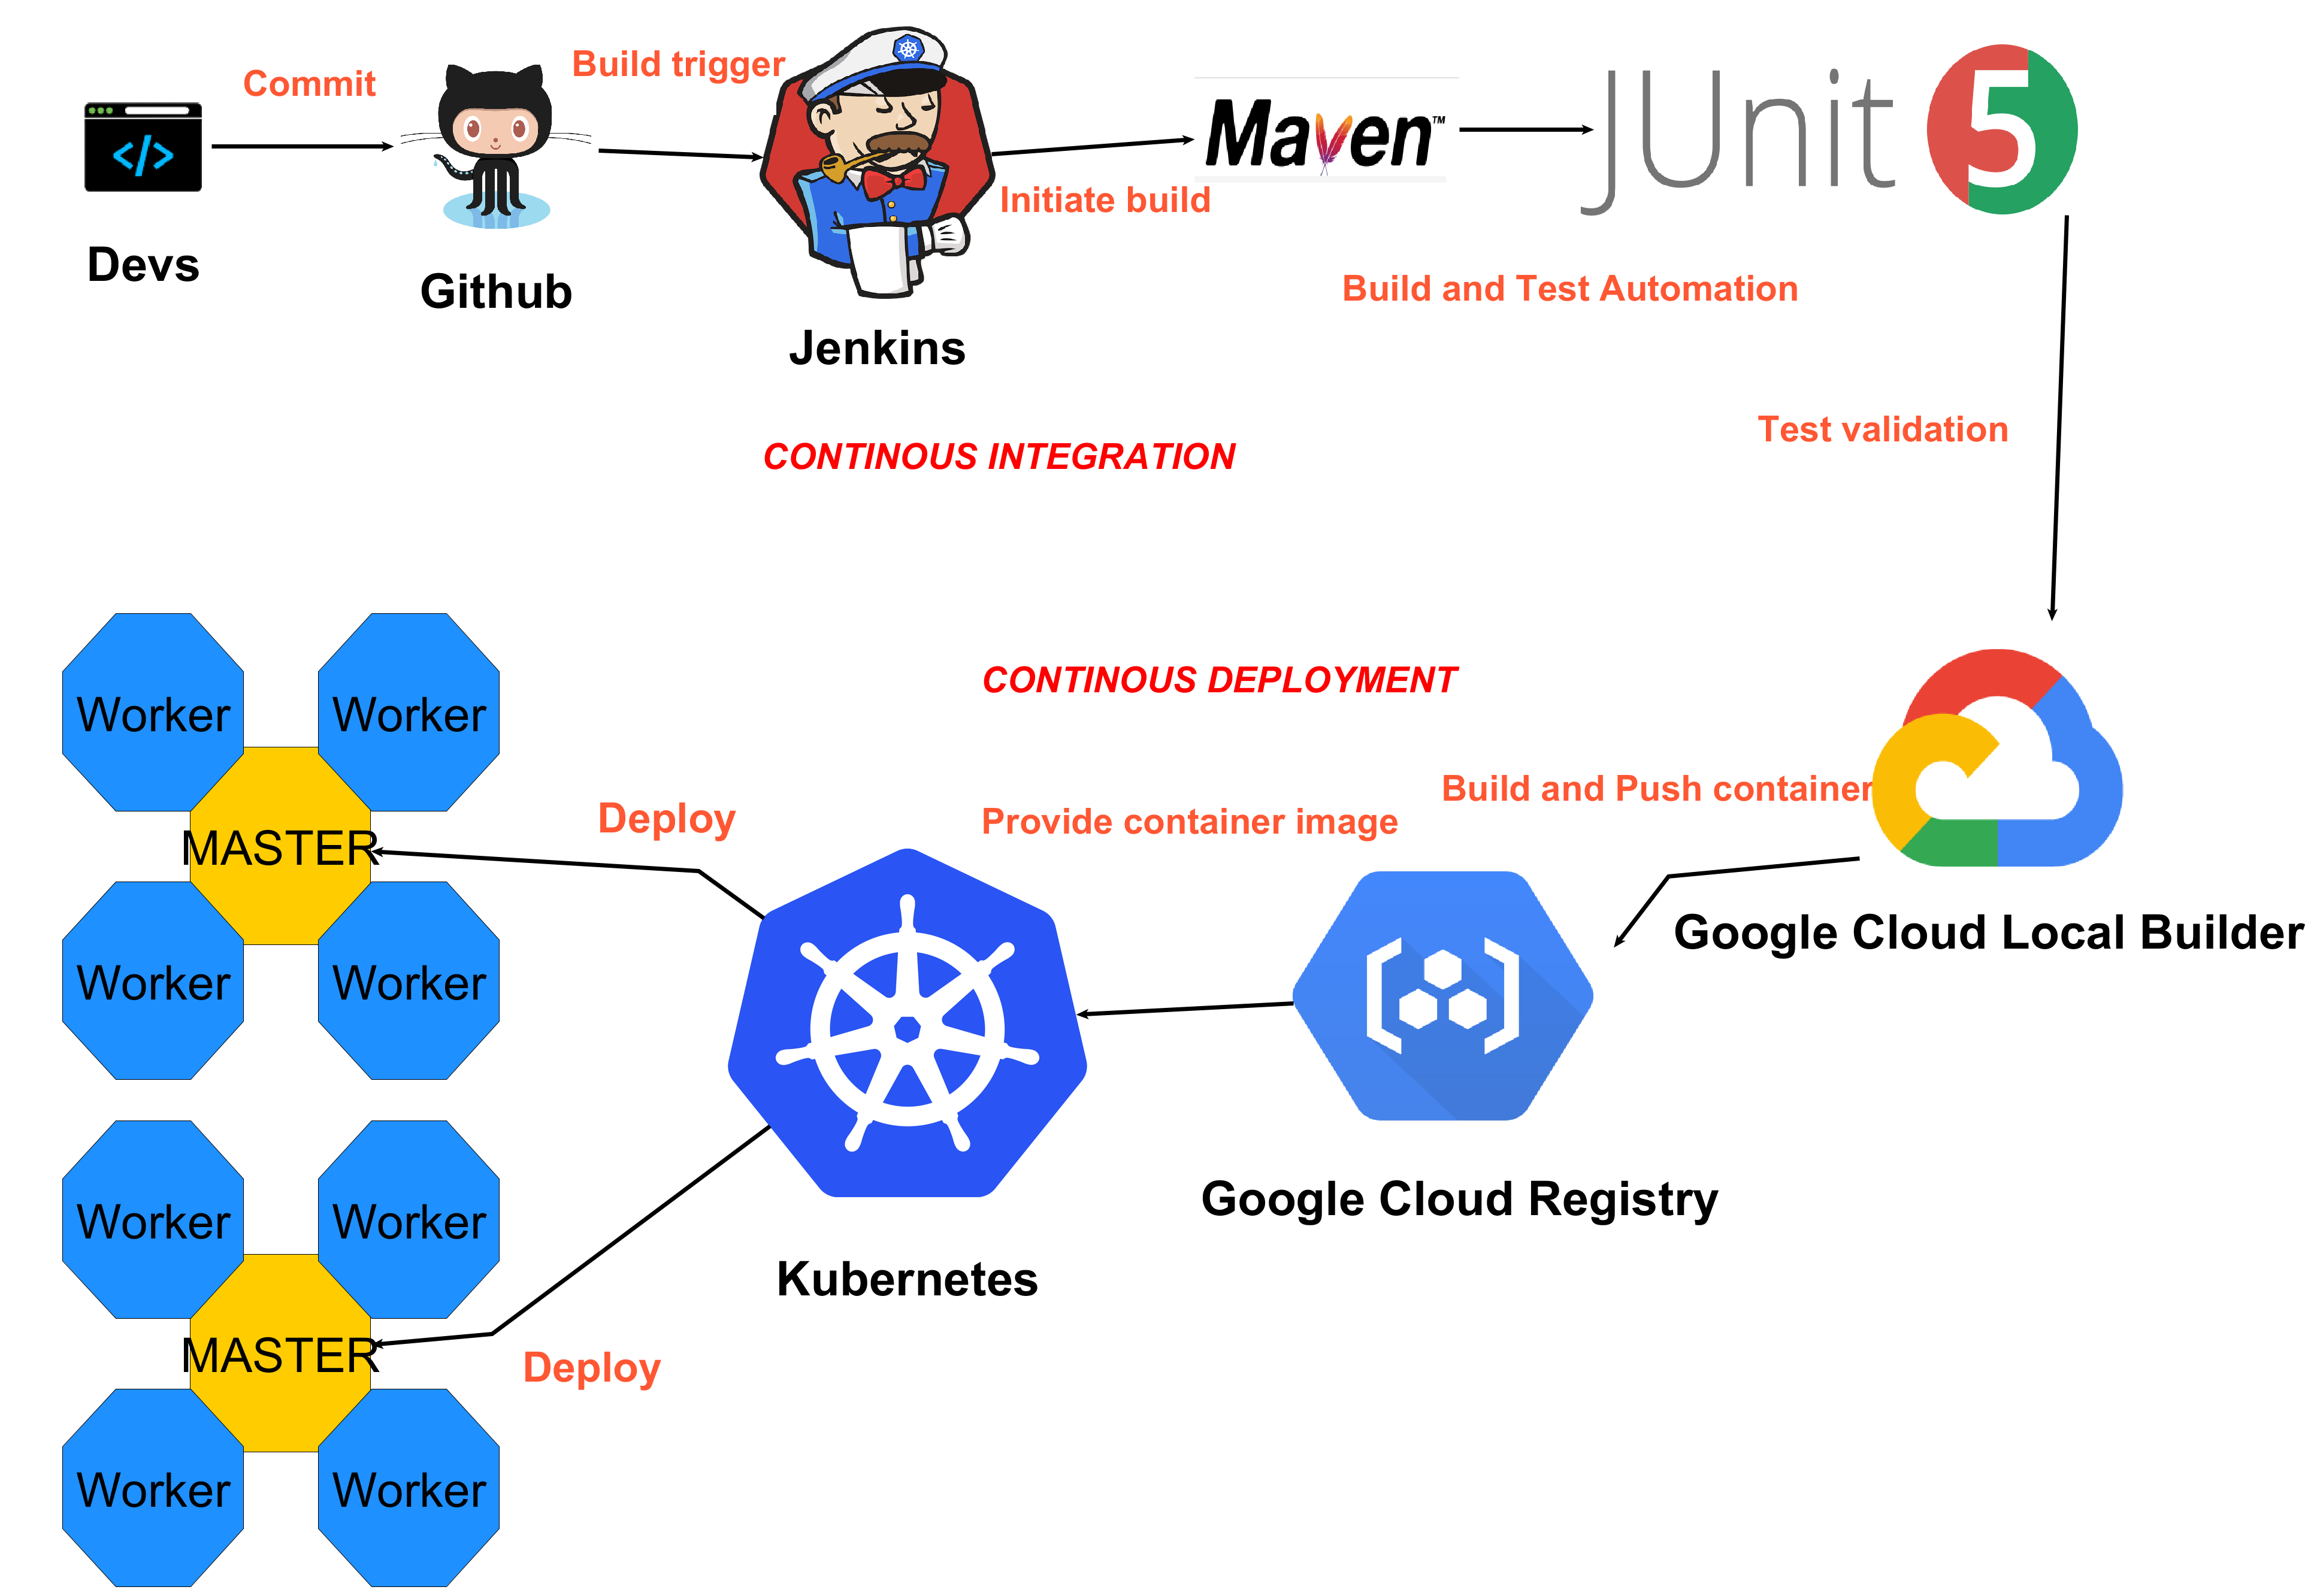 Commit
Build trigger
Devs
Github
Jenkins
Initiate build
Maven™
JUnit 5
Build and Test Automation
Test validation
CONTINOUS INTEGRATION
CONTINOUS DEPLOYMENT
Build and Push container
Google Cloud Local Builder
Provide container image
Google Cloud Registry
Kubernetes
Deploy
Worker
Worker
MASTER
Worker
Worker
Deploy
Worker
Worker
MASTER
Worker
Worker